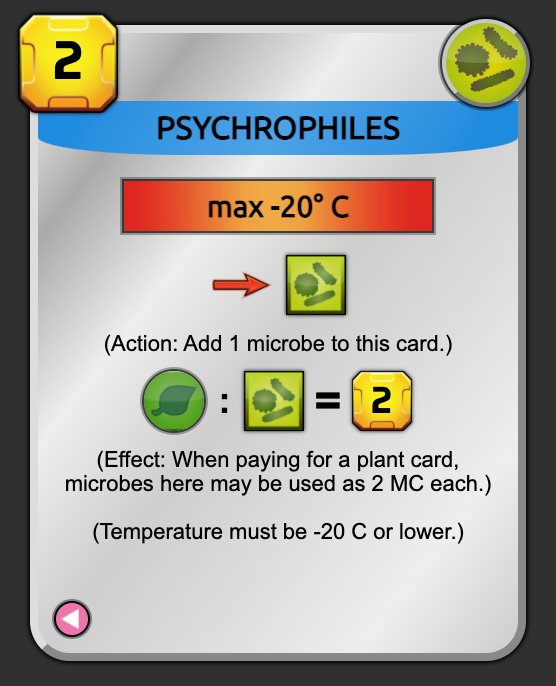 2
PSYCHROPHILES
max -20° C
(Action: Add 1 microbe to this card.)
: = 2
(Effect: When paying for a plant card,
microbes here may be used as 2 MC each.)
(Temperature must be -20 C or lower.)